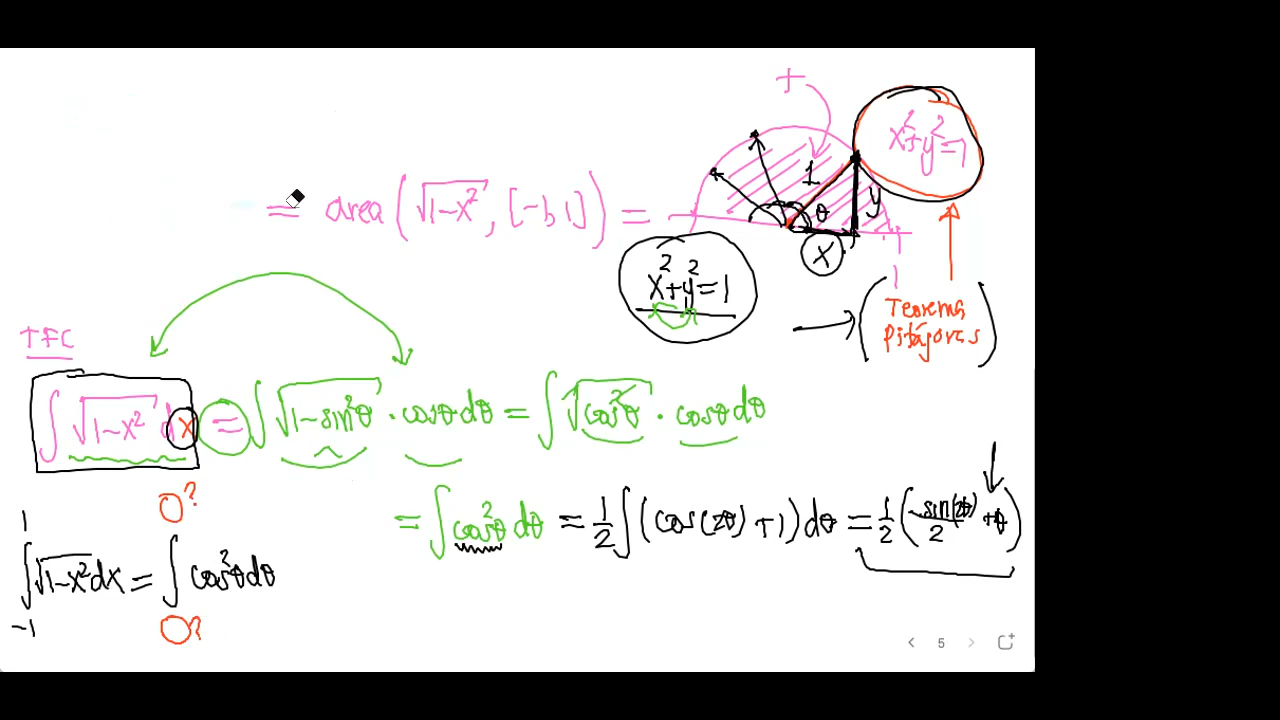 +
x²+y²=1
= area(√1-x², [-1,1]) =
1
θ
y
x
1
x²+y²=1
Teorema
Pitágoras
TFC
∫√1-x² dx = ∫√1-sin²θ · cosθ dθ = ∫√cos²θ · cosθ dθ
= ∫cos²θ dθ = 1/2 ∫(cos(2θ)+1)dθ = 1/2 (sin(2θ)/2 + θ)
1 O?
∫√1-x² dx = ∫ cos²θ dθ
-1 O?
5